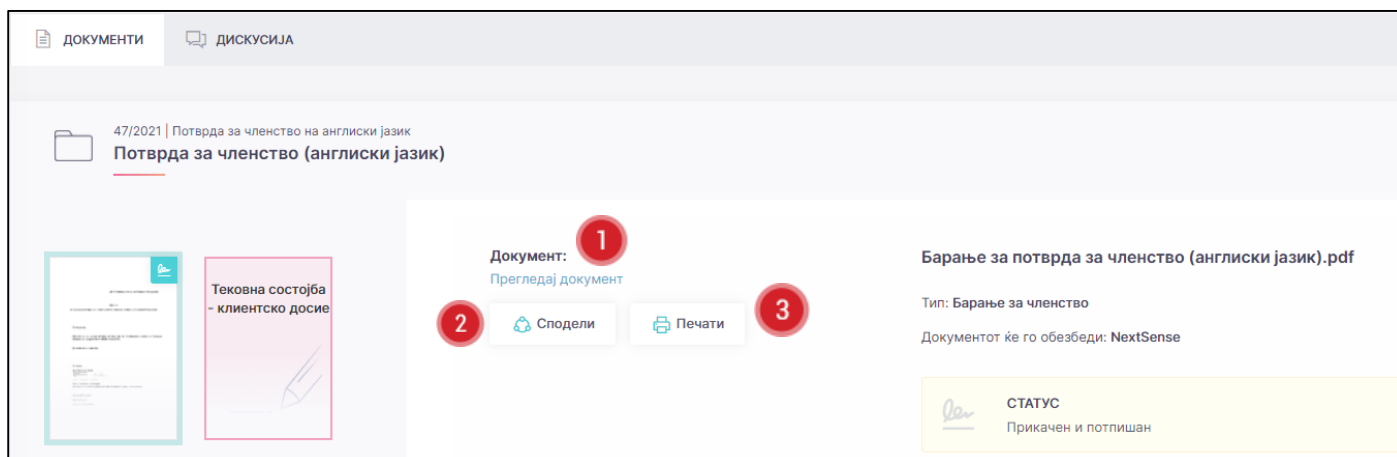 ДОКУМЕНТИ
ДИСКУСИЈА
47/2021 | Потврда за членство на англиски јазик
Потврда за членство (англиски јазик)
Тековна состојба
- клиентско досие
1
Документ:
Прегледај документ
2
Сподели
Печати
3
Барање за потврда за членство (англиски јазик).pdf
Тип: Барање за членство
Документот ќе го обезбеди: NextSense
СТАТУС
Прикачен и потпишан